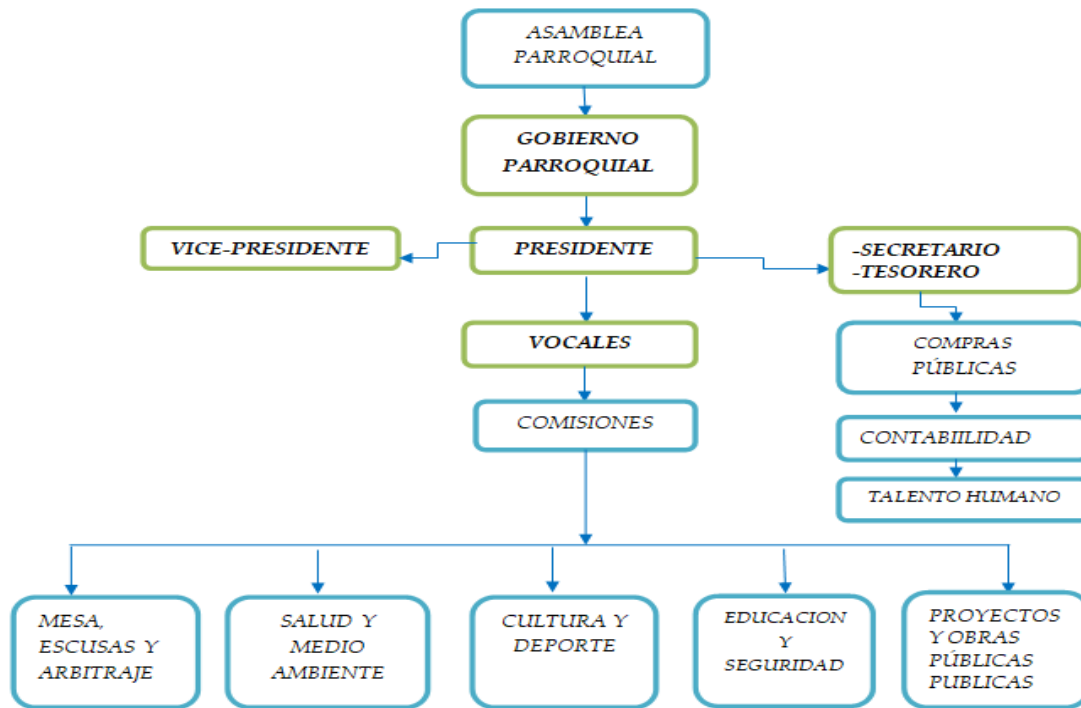 ASAMBLEA
PARROQUIAL
GOBIERNO
PARROQUIAL
VICE-PRESIDENTE
PRESIDENTE
-SECRETARIO
-TESORERO
VOCALES
COMPRAS
PÚBLICAS
COMISIONES
CONTABIILIDAD
TALENTO HUMANO
MESA,
ESCUSAS Y
ARBITRAJE
SALUD Y
MEDIO
AMBIENTE
CULTURA Y
DEPORTE
EDUCACION
Y
SEGURIDAD
PROYECTOS
Y OBRAS
PÚBLICAS
PUBLICAS